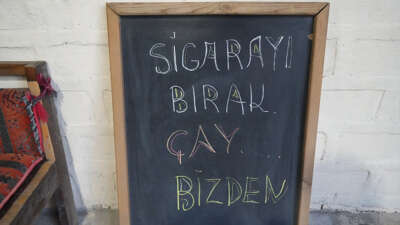 SİGARAYI
BIRAK.
ÇAY....
BİZDEN